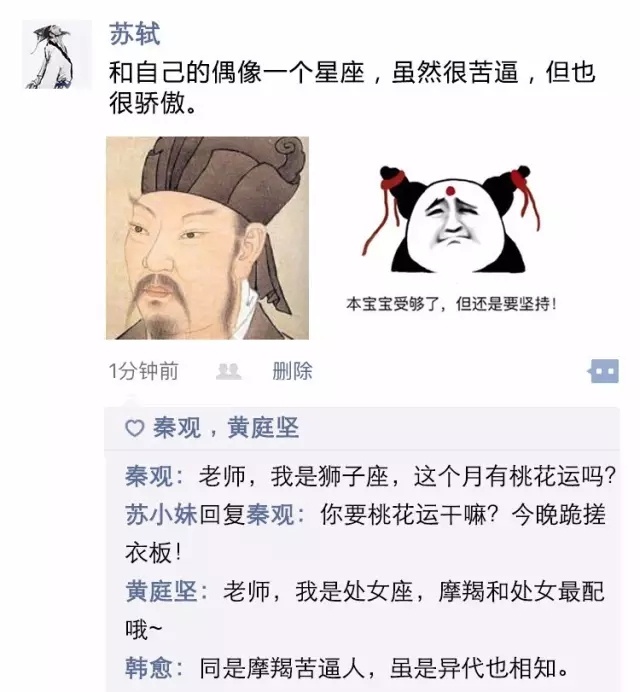 苏轼
和自己的偶像一个星座，虽然很苦逼，但也
很骄傲。
本宝宝受够了，但还是要坚持！
1分钟前 删除
秦观，黄庭坚
秦观：老师，我是狮子座，这个月有桃花运吗？
苏小妹回复秦观：你要桃花运干嘛？今晚跪搓
衣板！
黄庭坚：老师，我是处女座，摩羯和处女最配
哦~
韩愈：同是摩羯苦逼人，虽是异代也相知。